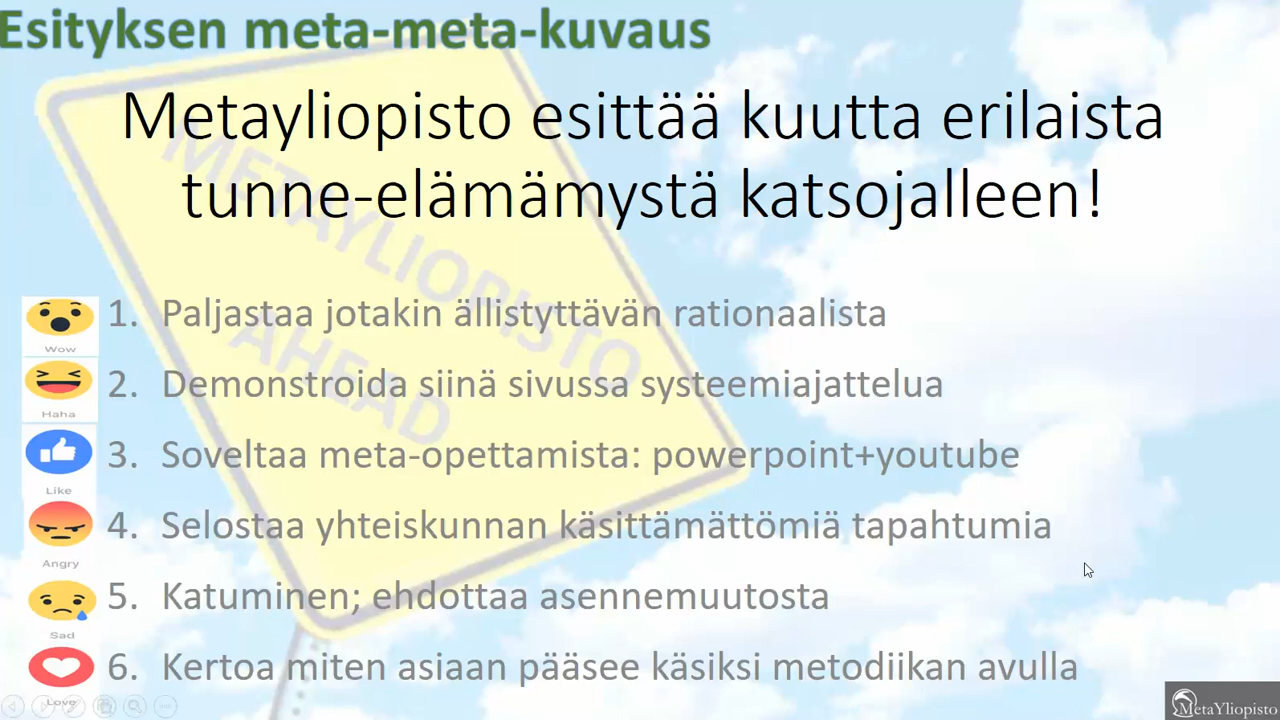 Esityksen meta-meta-kuvaus
Metayliopisto esittää kuutta erilaista
tunne-elämämystä katsojalleen!
METAYLIOPISTO
AHEAD
Wow
1. Paljastaa jotakin ällistyttävän rationaalista
Haha
2. Demonstroida siinä sivussa systeemiajattelua
Like
3. Soveltaa meta-opettamista: powerpoint+youtube
Angry
4. Selostaa yhteiskunnan käsittämättömiä tapahtumia
Sad
5. Katuminen; ehdottaa asennemuutosta
Love
6. Kertoa miten asiaan pääsee käsiksi metodiikan avulla
MetaYliopisto